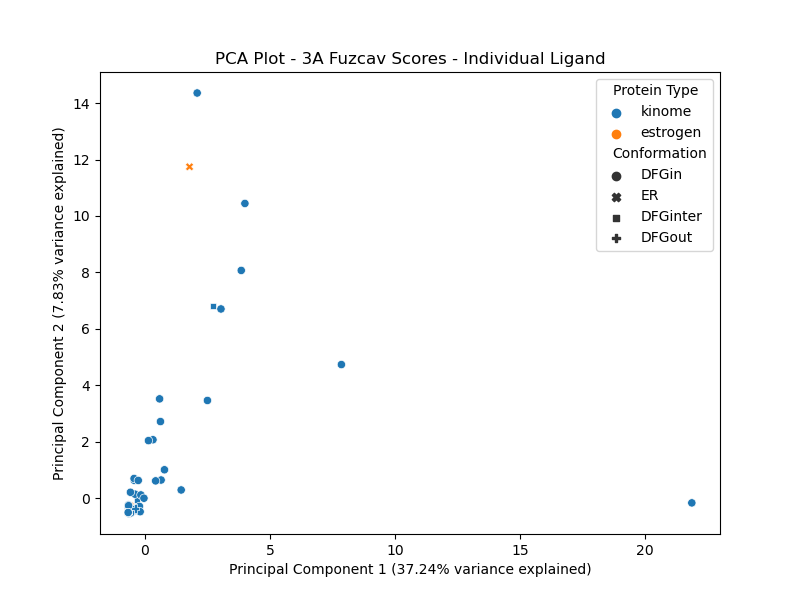 PCA Plot - 3A Fuzcav Scores - Individual Ligand
Principal Component 2 (7.83% variance explained)
14
12
10
8
6
4
2
0
Protein Type
kinome
estrogen
Conformation
DFGin
ER
DFGinter
DFGout
0 5 10 15 20
Principal Component 1 (37.24% variance explained)